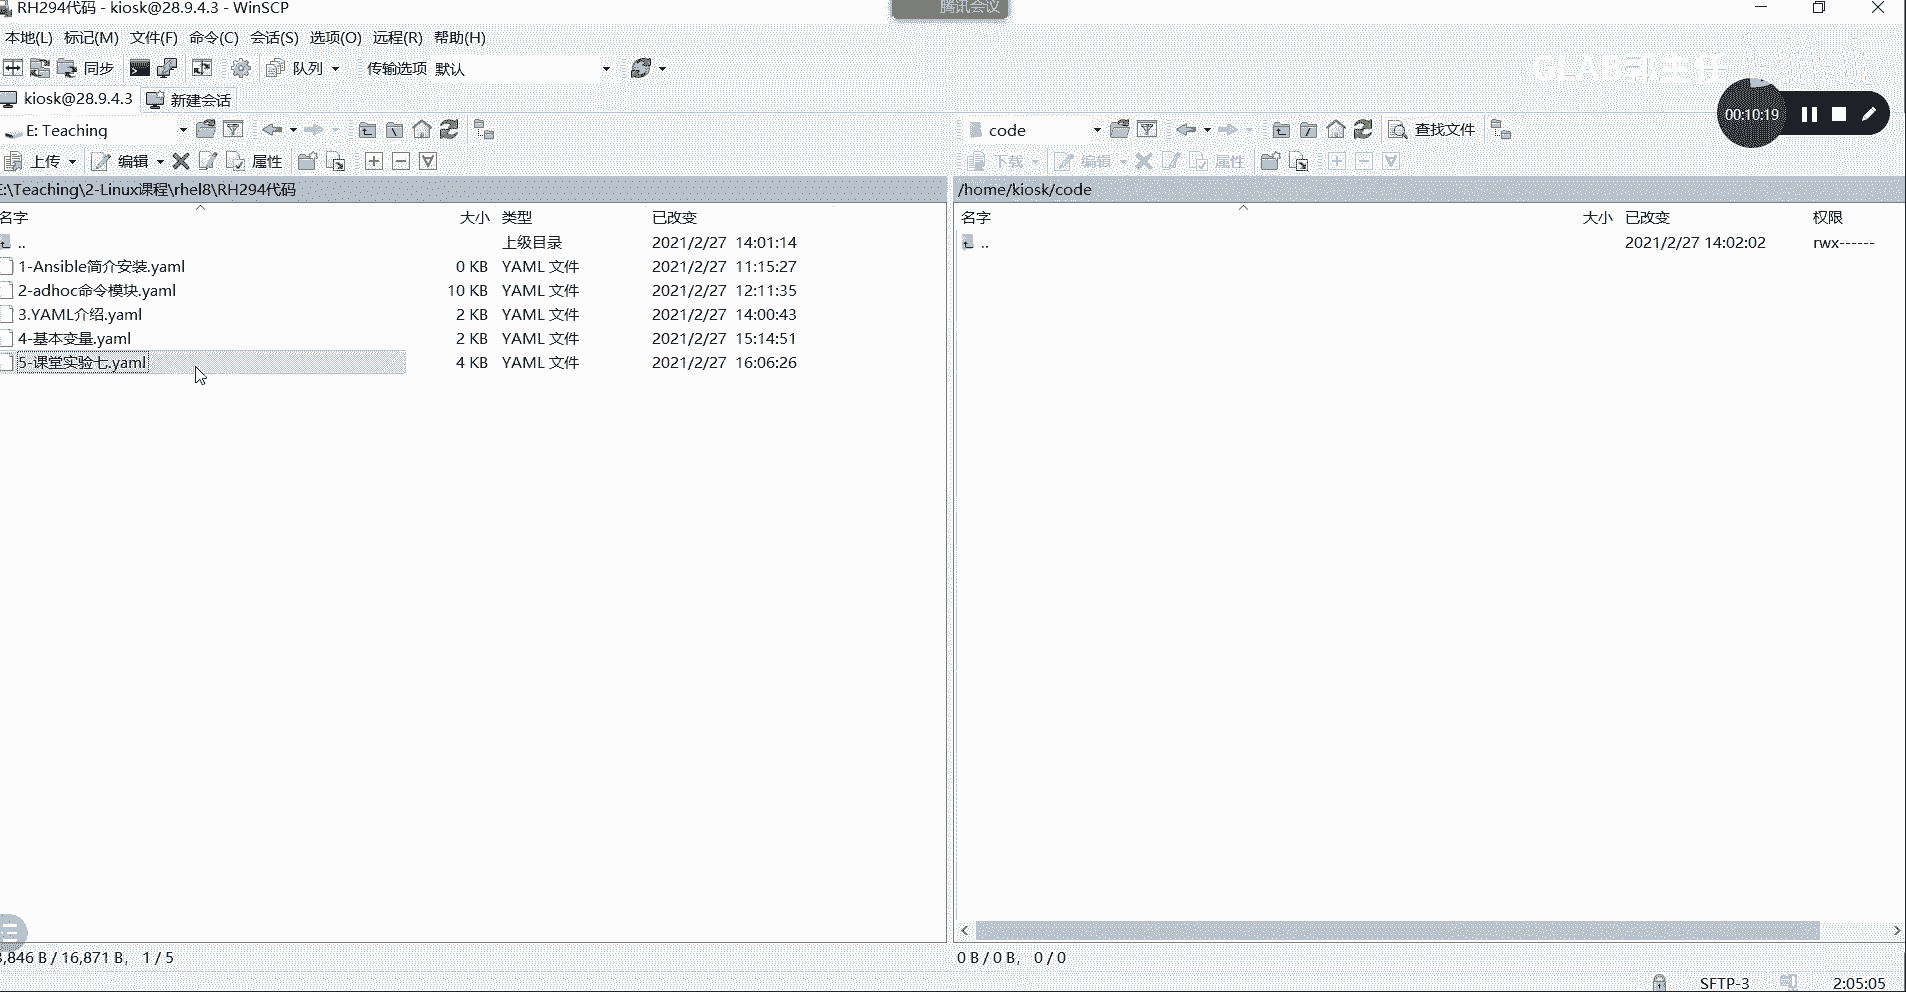 RH294代码 - kiosk@28.9.4.3 - WinSCP
腾讯会议
本地(L) 标记(M) 文件(F) 命令(C) 会话(S) 选项(O) 远程(R) 帮助(H)
同步 队列 传输选项 默认
GLAB郭主任
kiosk@28.9.4.3 新建会话
00:10:19
E: Teaching
code 查找文件
上传 编辑 属性
下载 编辑 属性
E:\Teaching\2-Linux课程\rhel8\RH294代码
/home/kiosk/code
名字 大小 类型 已改变
名字 大小 已改变 权限
.. 上级目录 2021/2/27 14:01:14
.. 2021/2/27 14:02:02 rwx------
1-Ansible简介安装.yaml 0 KB YAML 文件 2021/2/27 11:15:27
2-adhoc命令模块.yaml 10 KB YAML 文件 2021/2/27 12:11:35
3.YAML介绍.yaml 2 KB YAML 文件 2021/2/27 14:00:43
4-基本变量.yaml 2 KB YAML 文件 2021/2/27 15:14:51
5-课堂实验七.yaml 4 KB YAML 文件 2021/2/27 16:06:26
,846 B / 16,871 B, 1 / 5
0 B / 0 B, 0 / 0
SFTP-3 2:05:05